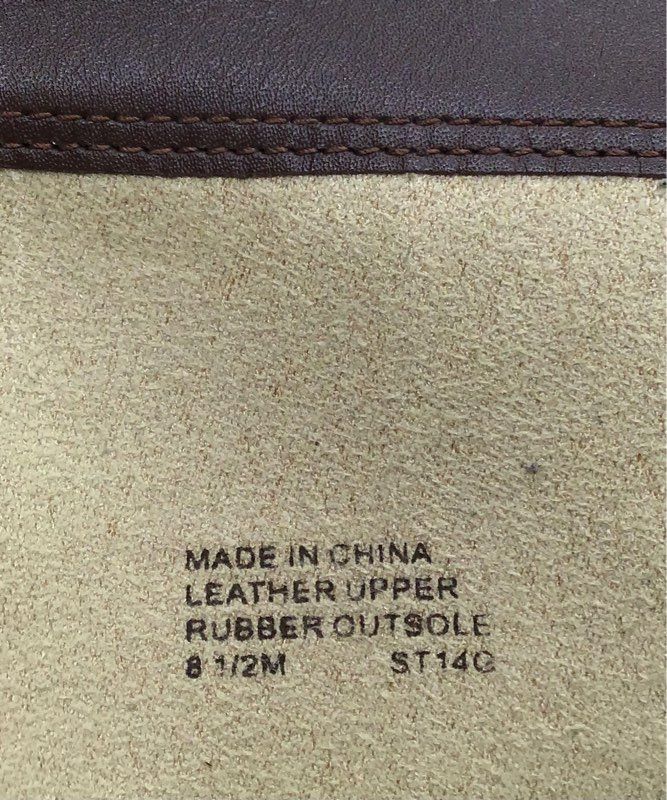 MADE IN CHINA
LEATHER UPPER
RUBBER OUTSOLE
8 1/2M ST14C